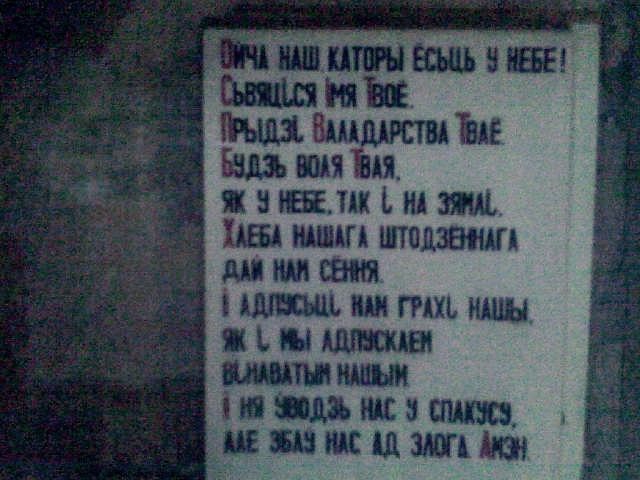 Ойча наш, каторы ёсьць у небе!
Сьвяціся Імя Тваё.
Прыдзі Валадарства Тваё.
Будзь воля Твая,
як у небе, так і на зямлі.
Хлеба нашага штодзённага
дай нам сёння.
І адпусьці нам грахі нашы,
як і мы адпускаем
вінаватым нашым
І ня ўводзь нас у спакусу,
але збаў нас ад злога. Амэн.